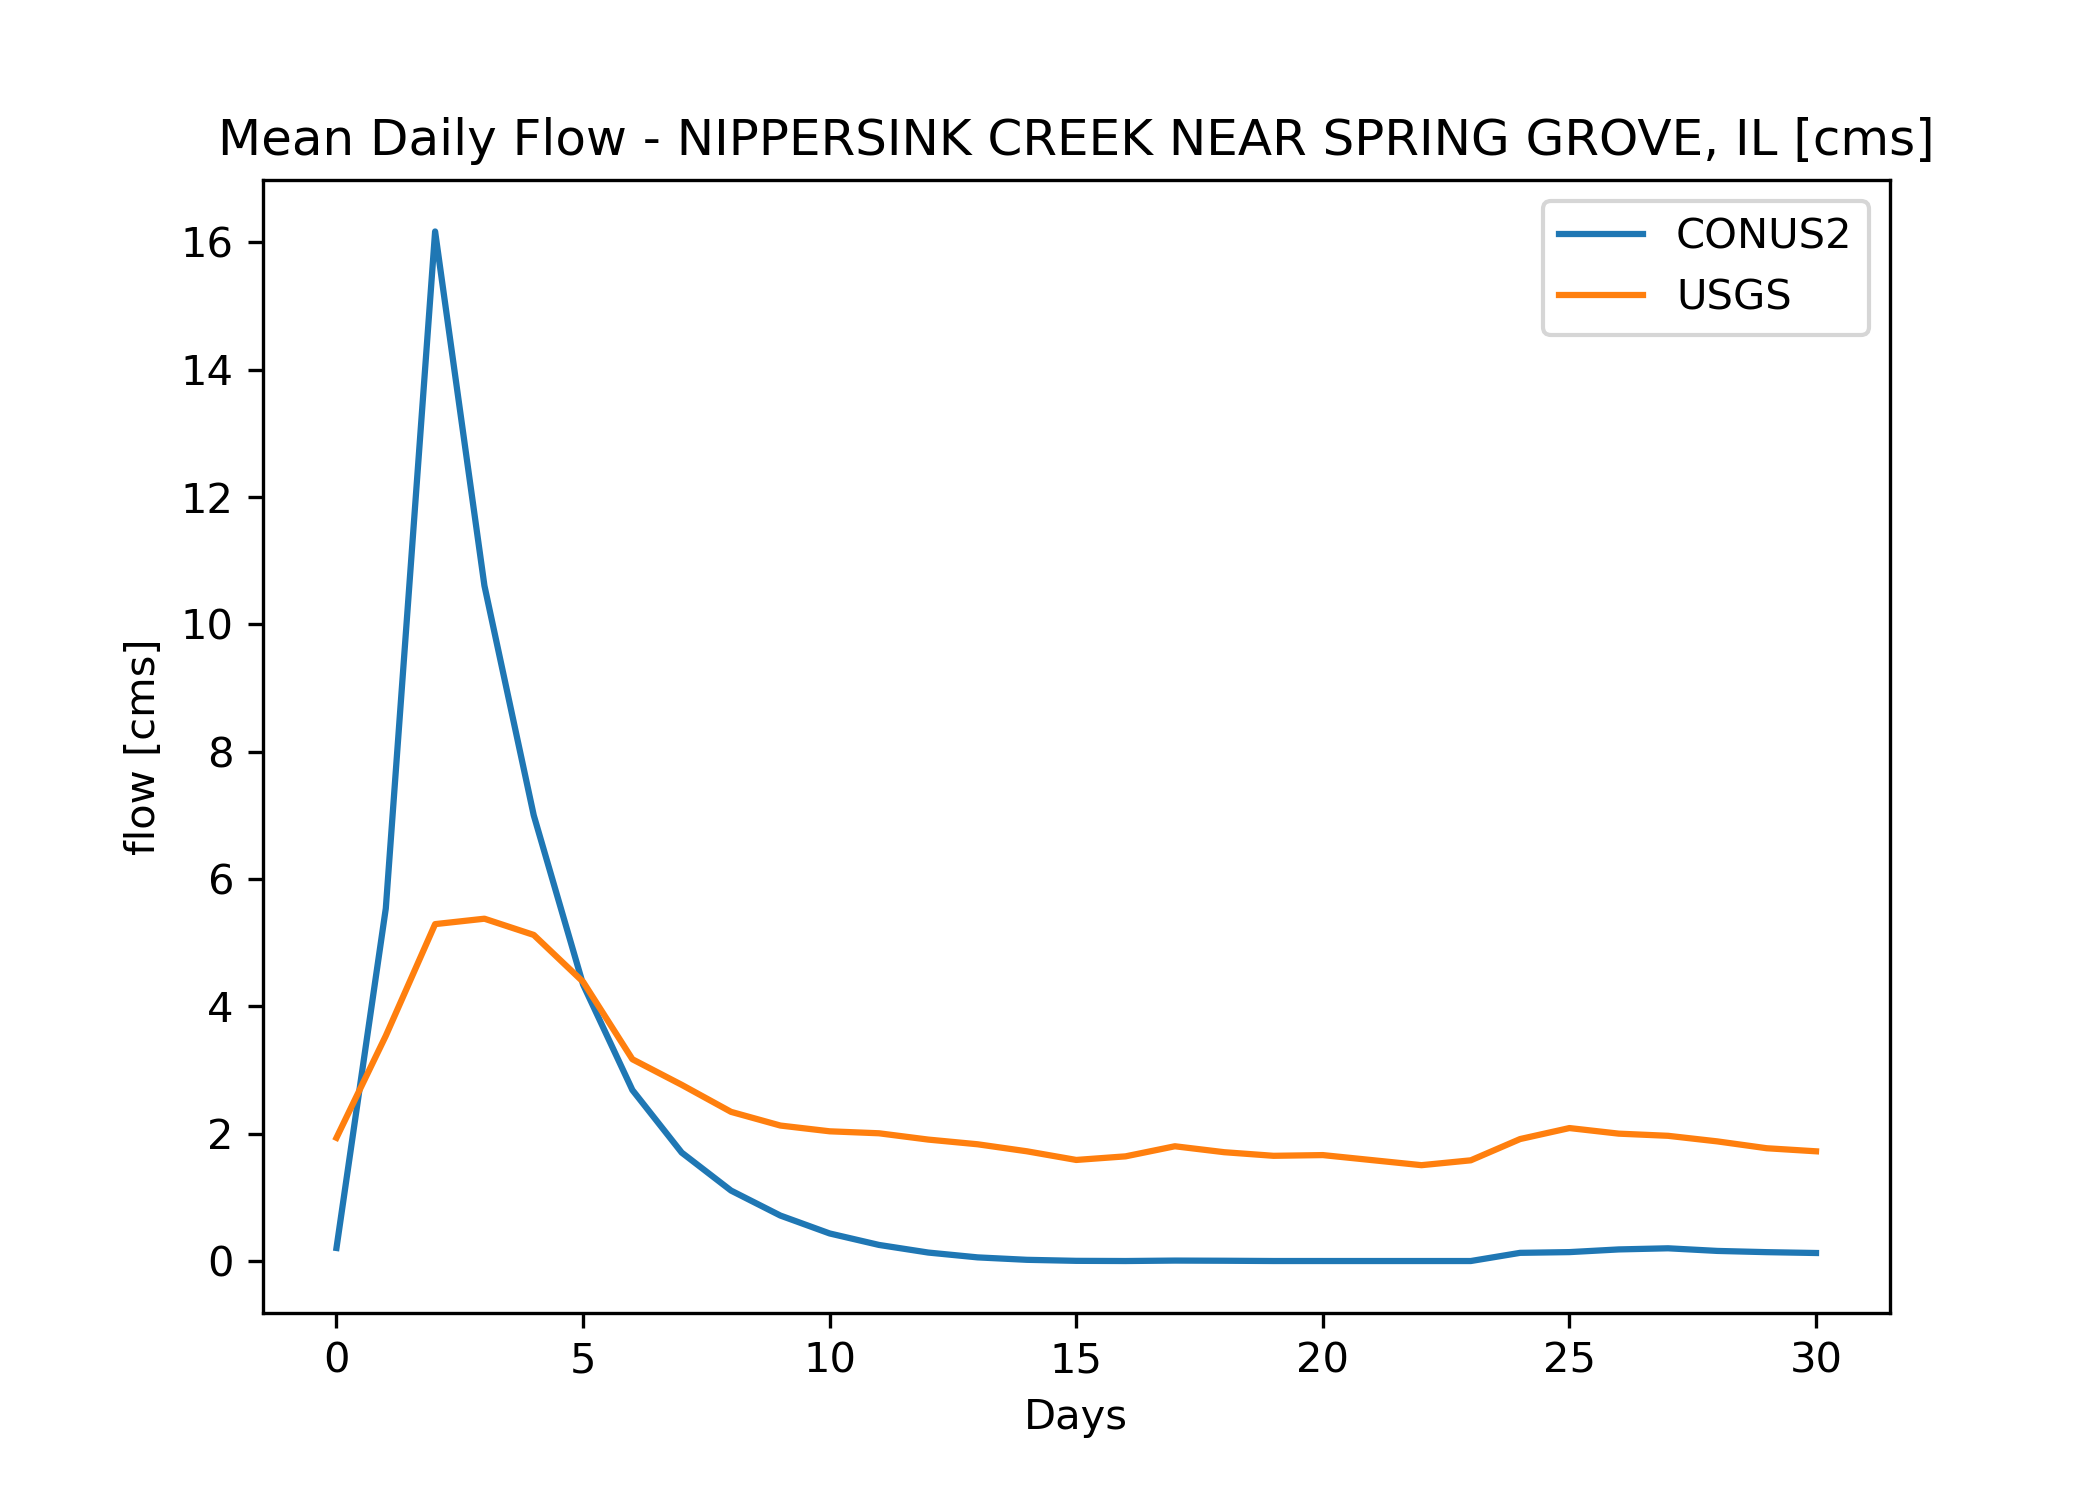 Mean Daily Flow - NIPPERSINK CREEK NEAR SPRING GROVE, IL [cms]
CONUS2
USGS
flow [cms]
16
14
12
10
8
6
4
2
0
0 5 10 15 20 25 30
Days